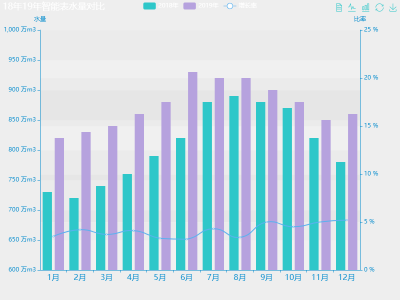 水量
比率
1,000 万m3
950 万m3
900 万m3
850 万m3
800 万m3
750 万m3
700 万m3
650 万m3
600 万m3
25 %
20 %
15 %
10 %
5 %
0 %
1月 2月 3月 4月 5月 6月 7月 8月 9月 10月 11月 12月